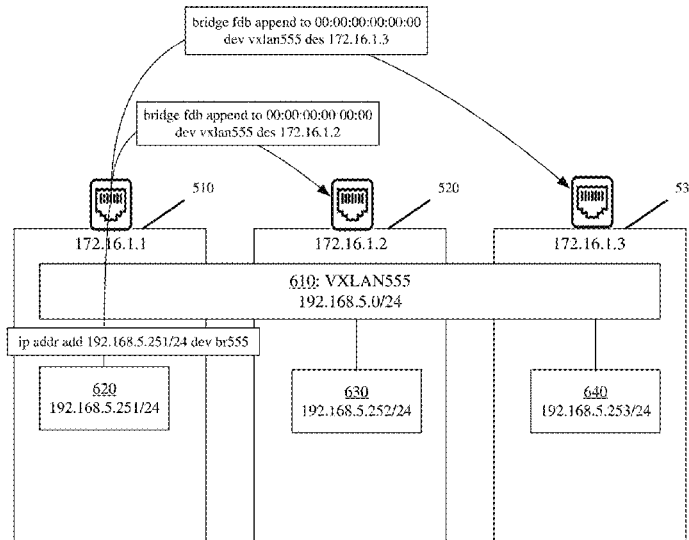 bridge fdb append to 00:00:00:00:00:00
dev vxlan555 des 172.16.1.3
bridge fdb append to 00:00:00:00 00:00
dev vxlan555 des 172.16.1.2
510
520
53
172.16.1.1
172.16.1.2
172.16.1.3
610: VXLAN555
192.168.5.0/24
ip addr add 192.168.5.251/24 dev br555
620
192.168.5.251/24
630
192.168.5.252/24
640
192.168.5.253/24